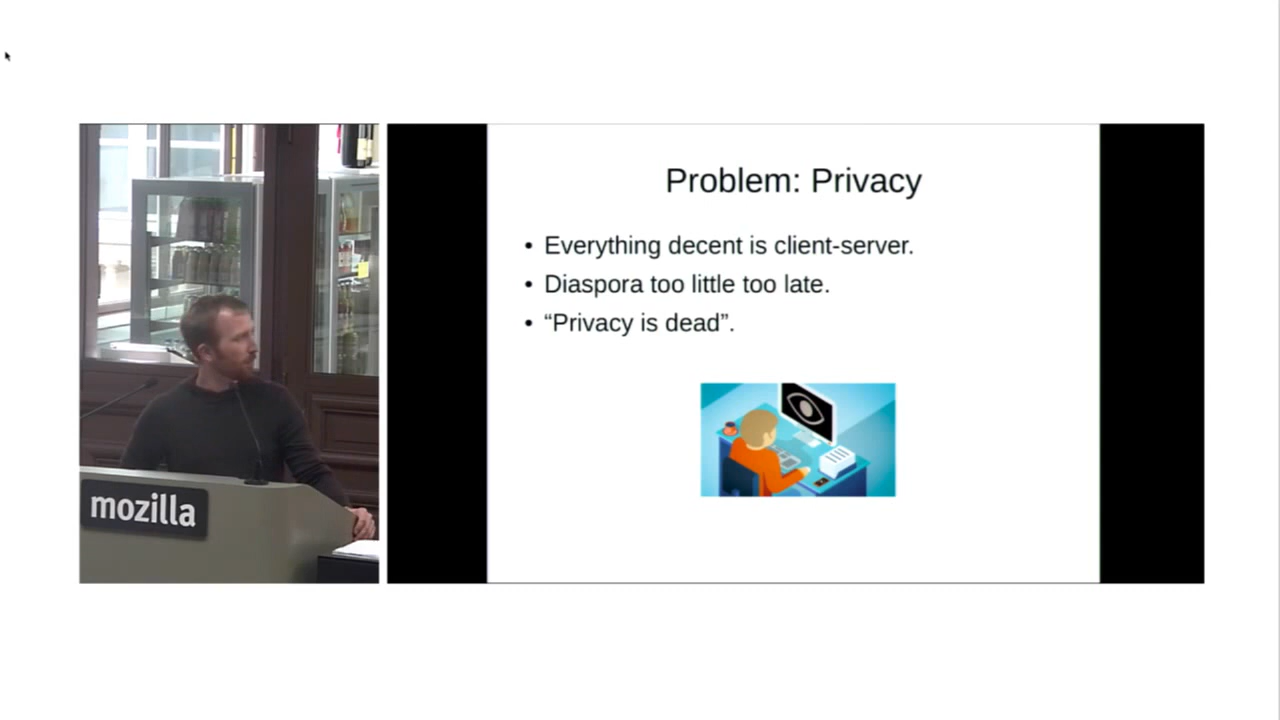 mozilla
Problem: Privacy
• Everything decent is client-server.
• Diaspora too little too late.
• “Privacy is dead”.